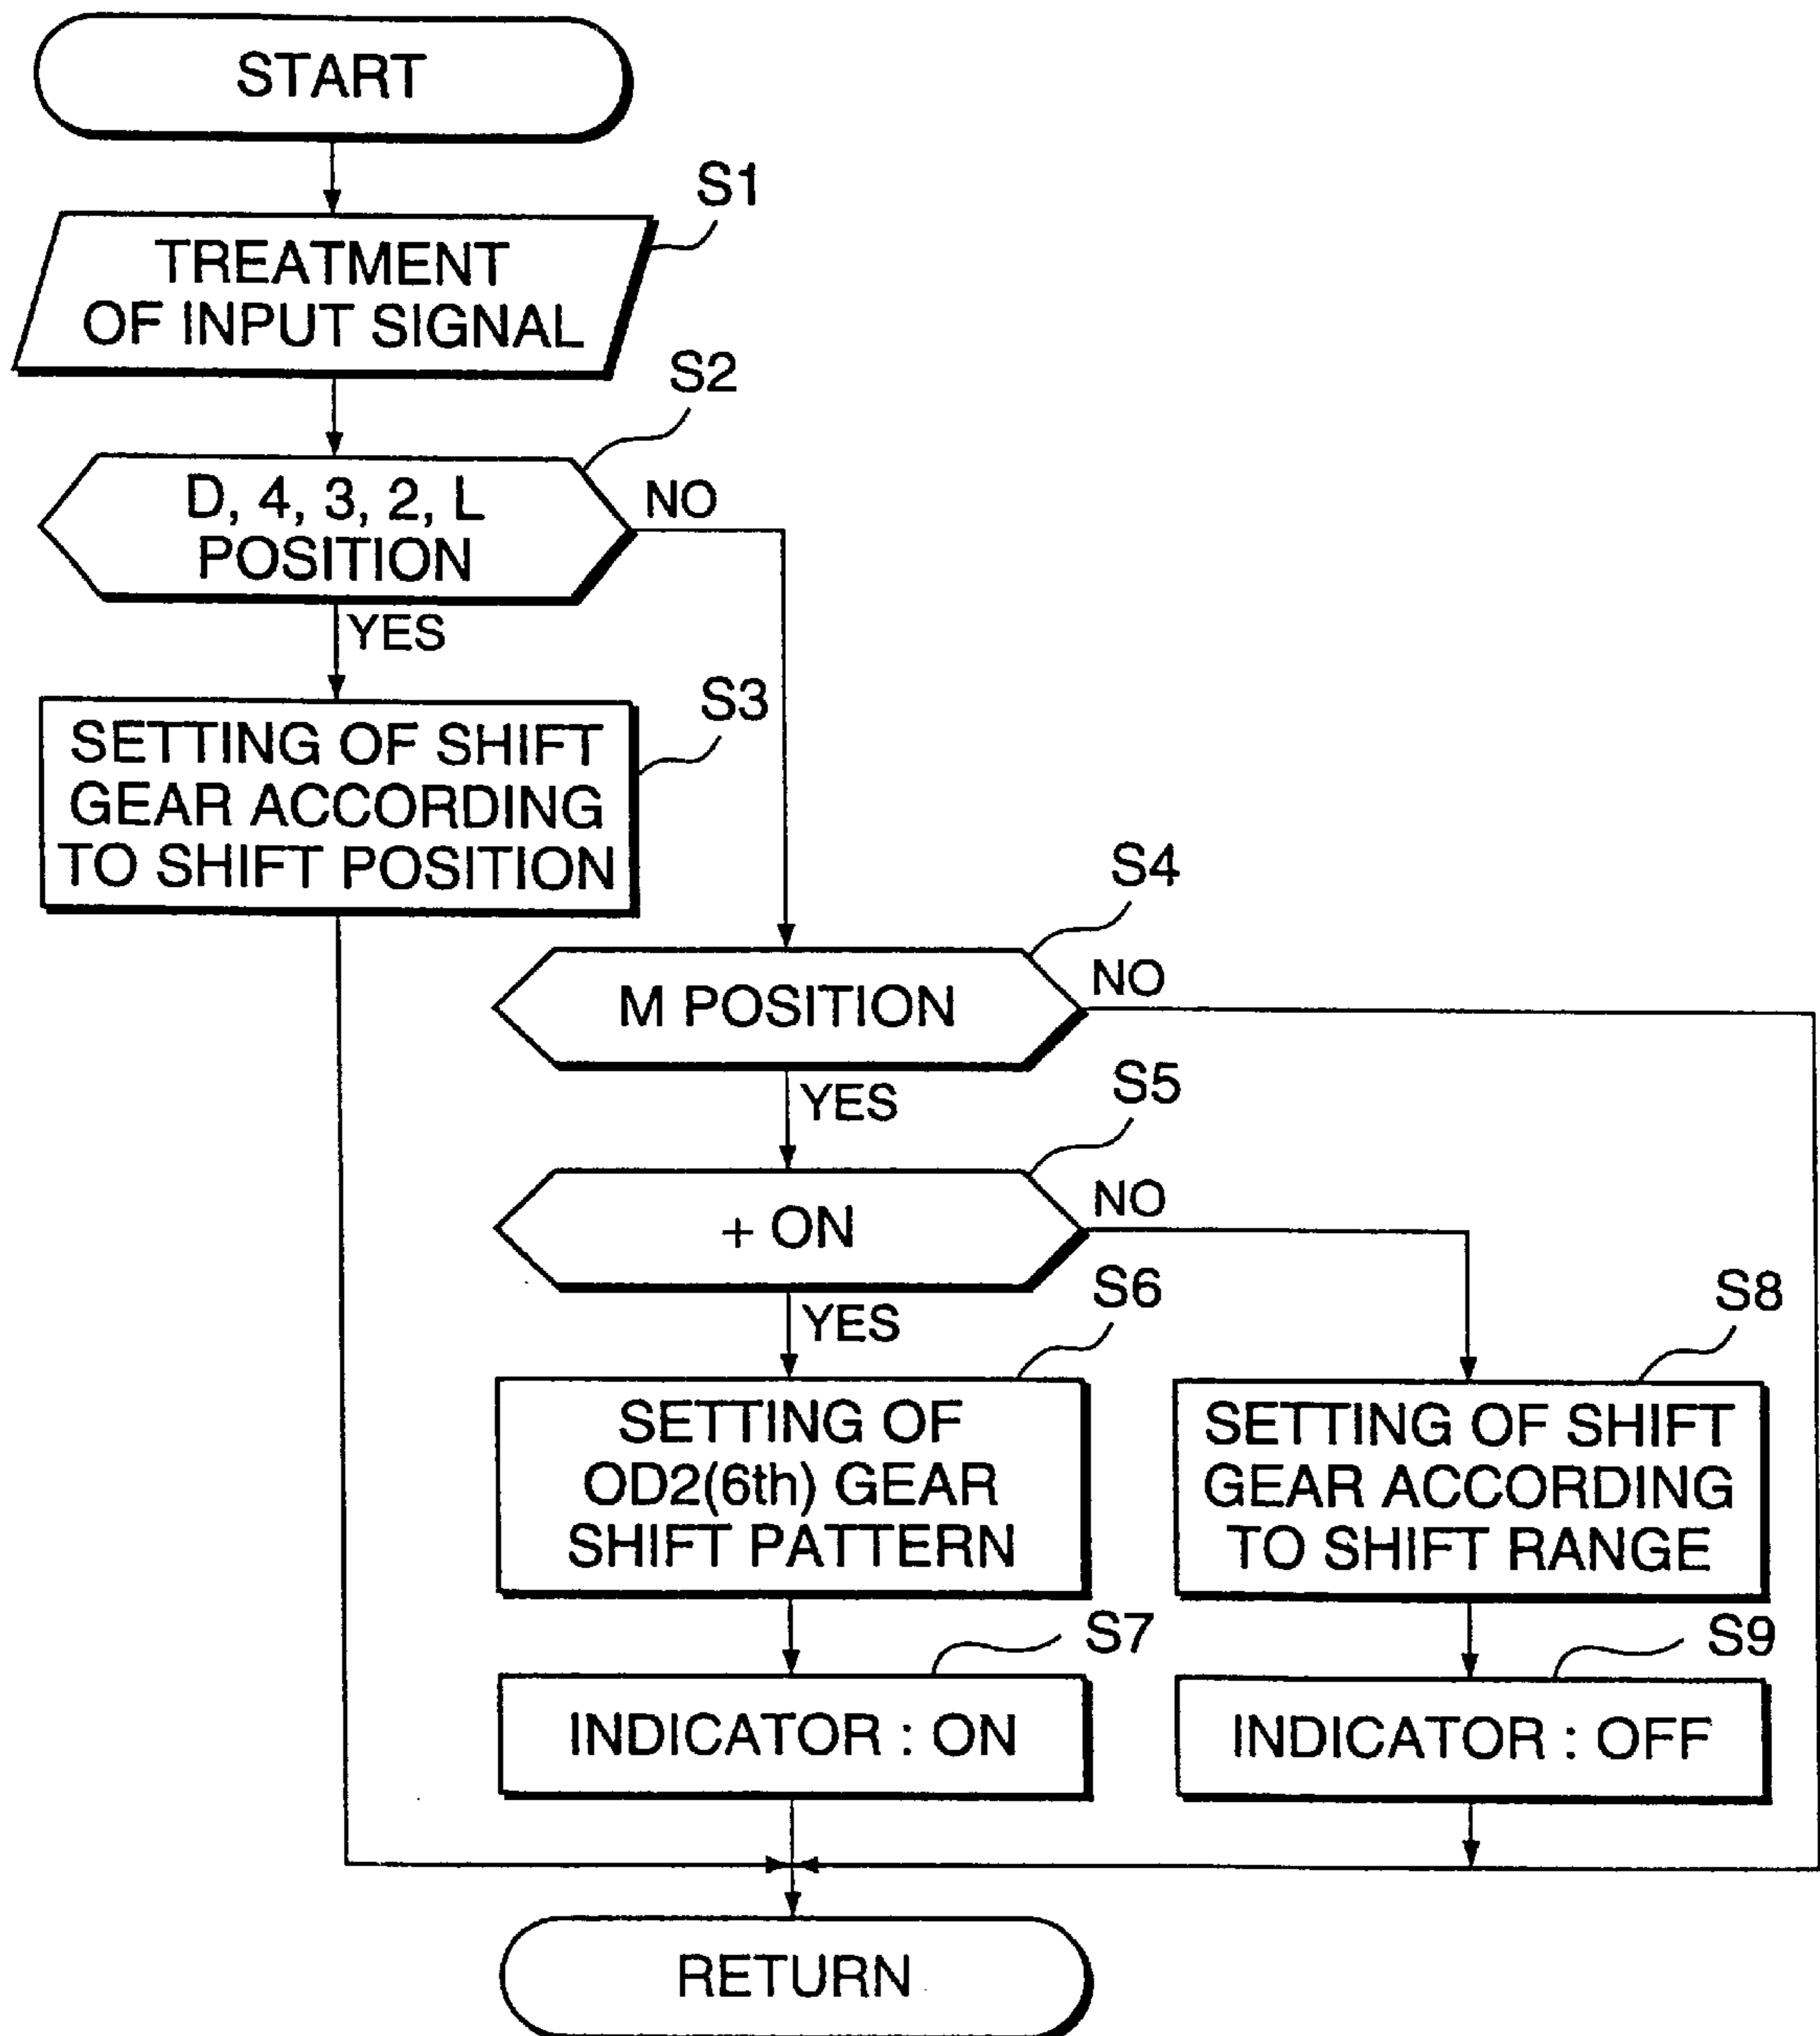 START
S1
TREATMENT
OF INPUT SIGNAL
S2
D, 4, 3, 2, L
POSITION
NO
YES
S3
SETTING OF SHIFT
GEAR ACCORDING
TO SHIFT POSITION
S4
M POSITION
NO
YES
S5
+ ON
NO
YES
S6
SETTING OF
OD2(6th) GEAR
SHIFT PATTERN
S8
SETTING OF SHIFT
GEAR ACCORDING
TO SHIFT RANGE
S7
INDICATOR : ON
S9
INDICATOR : OFF
RETURN